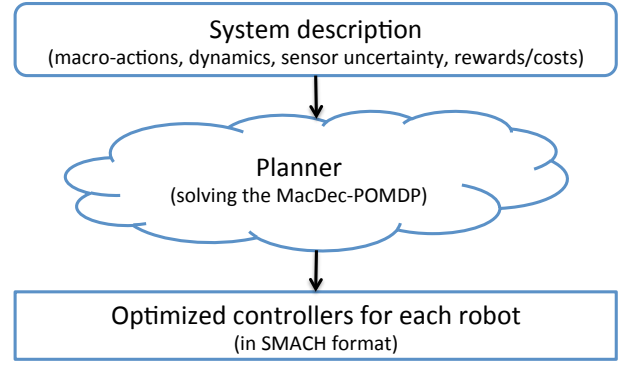 System description
(macro-actions, dynamics, sensor uncertainty, rewards/costs)
Planner
(solving the MacDec-POMDP)
Optimized controllers for each robot
(in SMACH format)